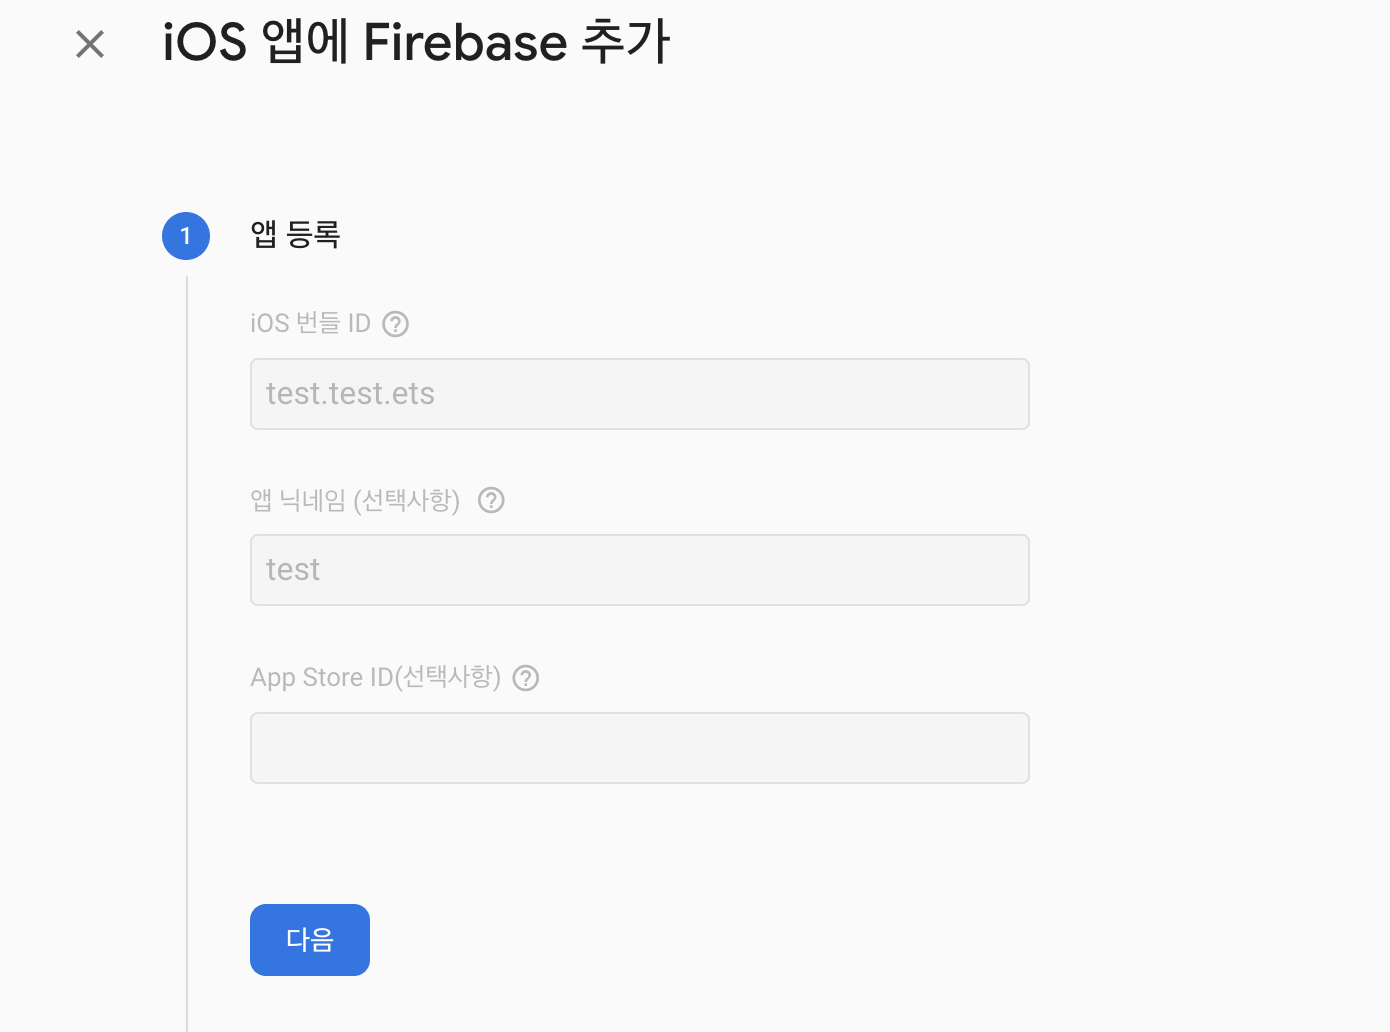 iOS 앱에 Firebase 추가
1 앱 등록
iOS 번들 ID
test.test.ets
앱 닉네임 (선택사항)
test
App Store ID(선택사항)
다음